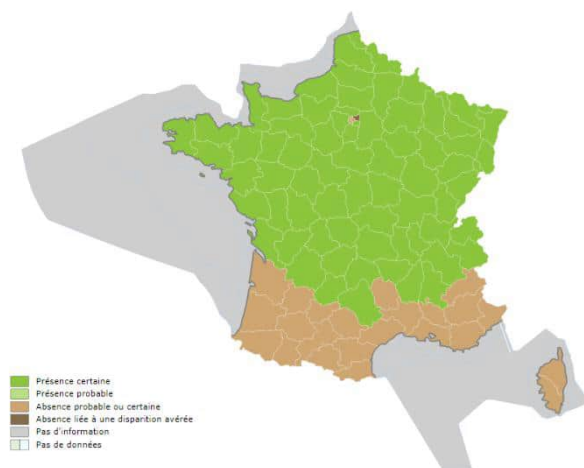 Présence certaine
Présence probable
Absence probable ou certaine
Absence liée à une disparition avérée
Pas d'information
Pas de données